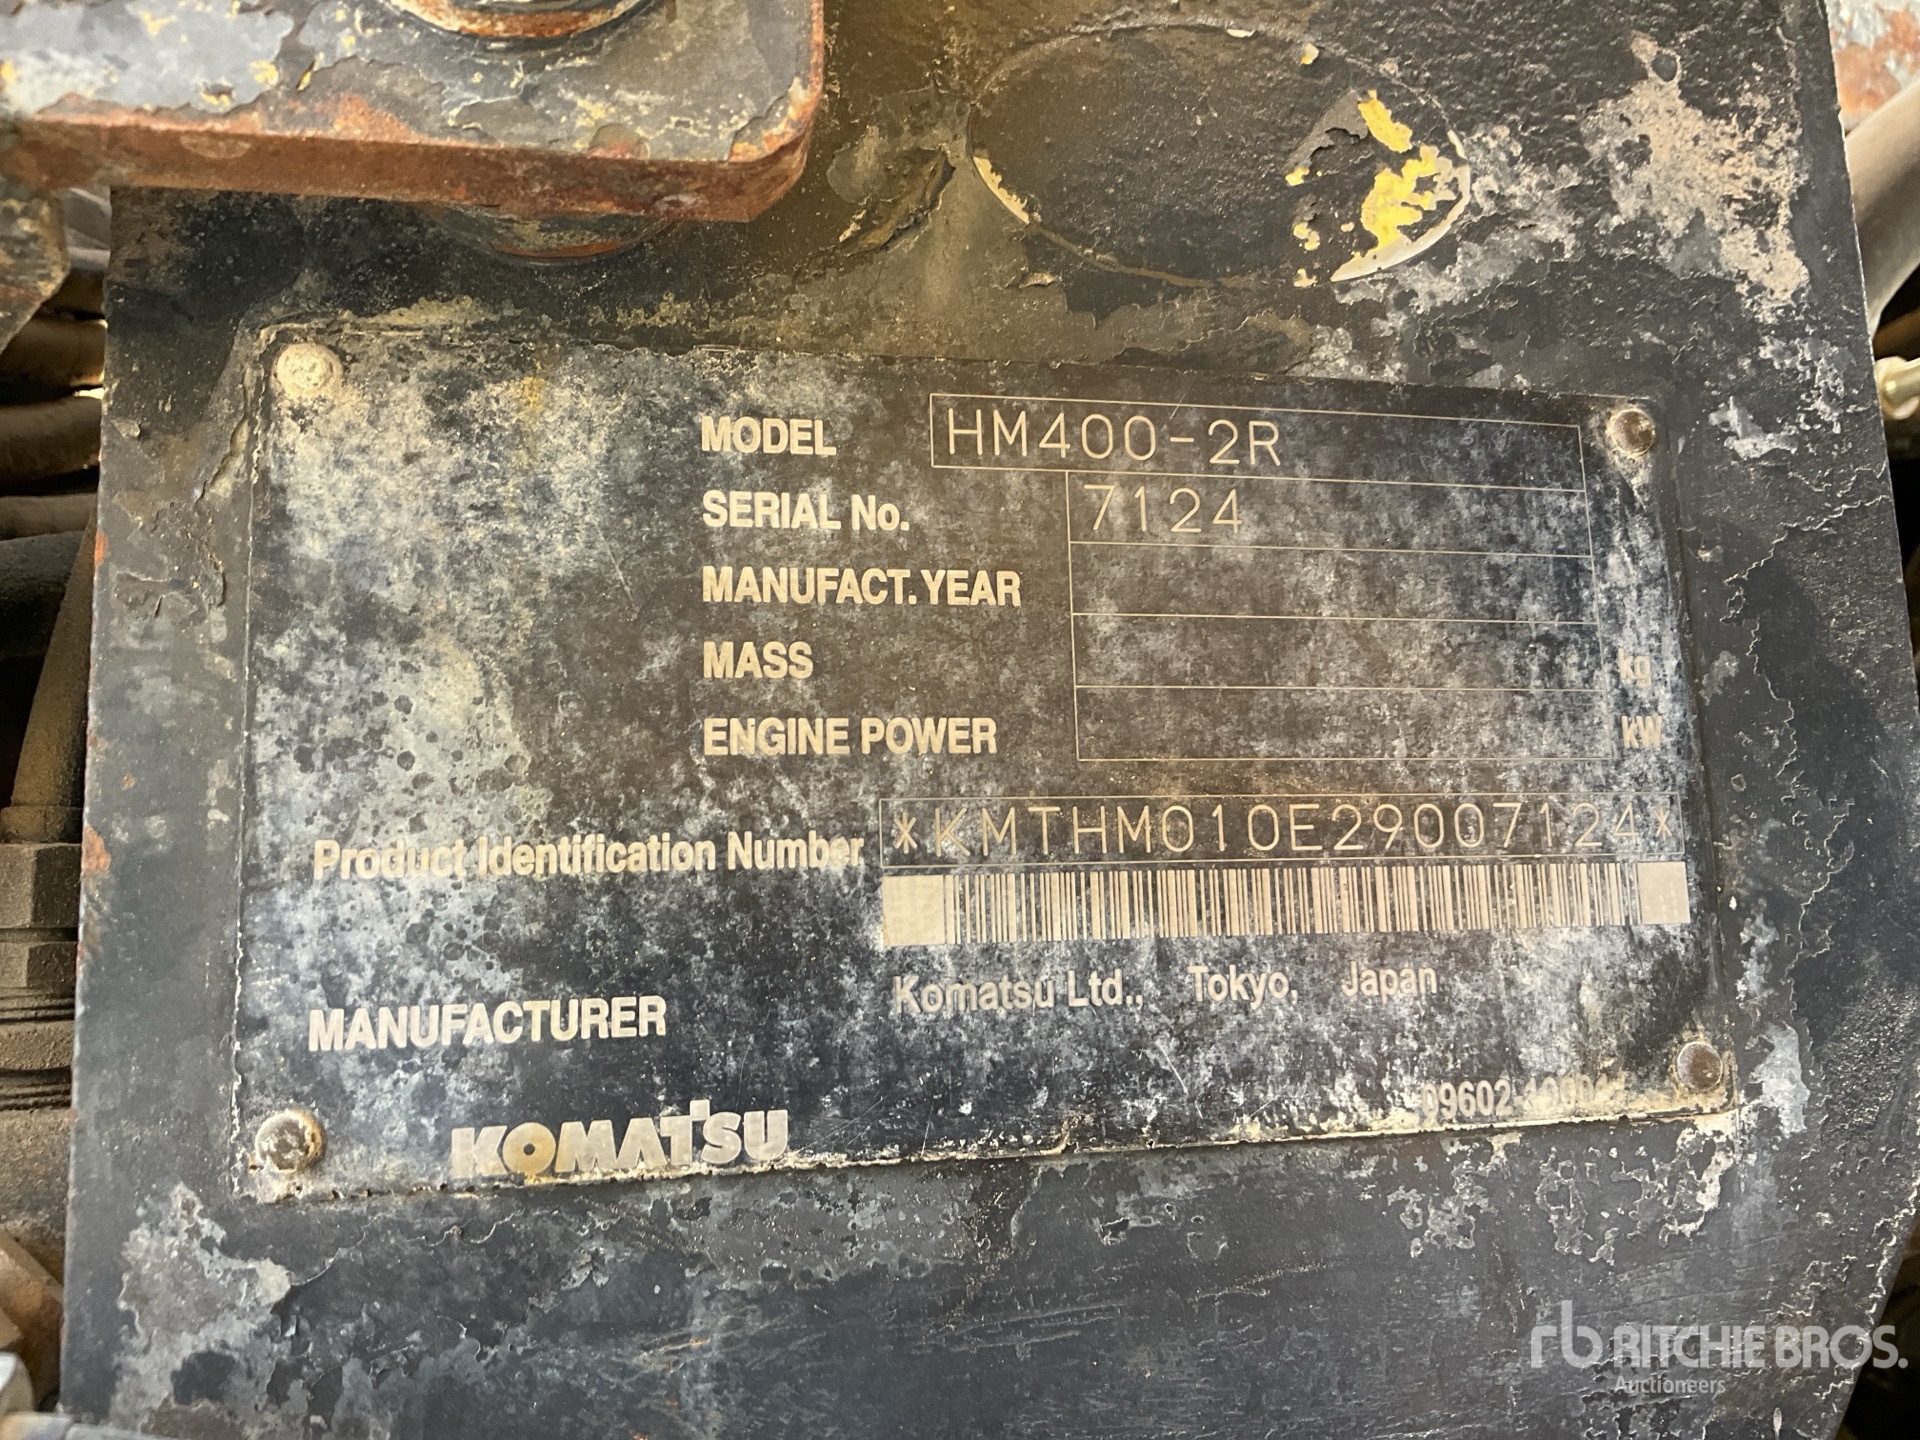 MODEL HM400-2R
SERIAL No. 7124
MANUFACT. YEAR
MASS kg
ENGINE POWER kW
Product Identification Number *KMTHM010E29007124*
MANUFACTURER Komatsu Ltd., Tokyo, Japan
KOMATSU
rb RITCHIE BROS.
Auctioneers